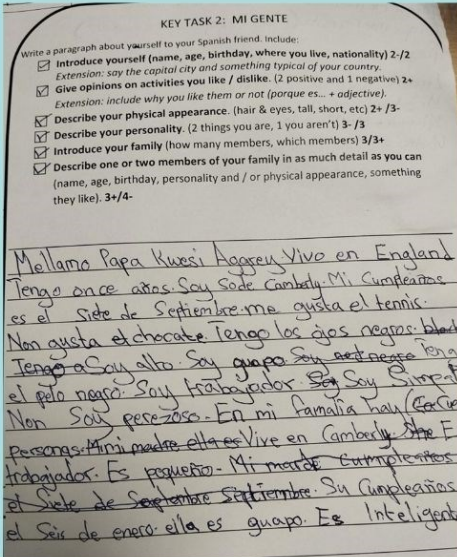 KEY TASK 2: MI GENTE
Write a paragraph about yourself to your Spanish friend. Include:
Introduce yourself (name, age, birthday, where you live, nationality) 2-/2
Extension: say the capital city and something typical of your country.
Give opinions on activities you like / dislike. (2 positive and 1 negative) 2+
Extension: include why you like them or not (porque es... + adjective).
Describe your physical appearance. (hair & eyes, tall, short, etc) 2+ /3-
Describe your personality. (2 things you are, 1 you aren't) 3- /3
Introduce your family (how many members, which members) 3/3+
Describe one or two members of your family in as much detail as you can
(name, age, birthday, personality and / or physical appearance, something
they like). 3+/4-
Mellamo Papa Kwesi Aggrey. Vivo en England
Tengo once años. Soy Sode Camberly. Mi Cumpleaños
es el Siete de Septiembre. me gusta el tennis.
Non gusta el chocate. Tengo los ojos negros.
Tengo a Soy alto. Soy guapo Soy
el pelo negro. Soy trabajador. Soy Soy
Non Soy perezoso. En mi familia hay
Personas. Mimi madre ella es Vive en Camberly
trabajador. Es pequeño. Mi marde cumpleaños
el Siete de Septiembre. Su Cumpleaños
el Seis de enero. ella es guapo. Es